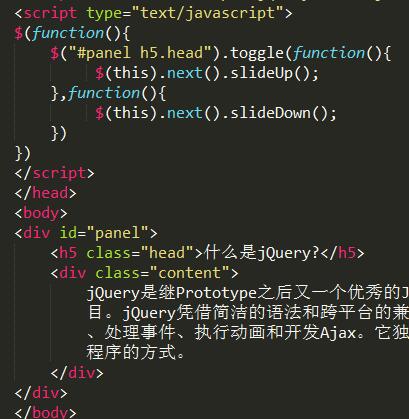 <script type="text/javascript">
$(function(){
    $("#panel h5.head").toggle(function(){
        $(this).next().slideUp();
    },function(){
        $(this).next().slideDown();
    })
})
</script>
</head>
<body>
<div id="panel">
    <h5 class="head">什么是jQuery?</h5>
    <div class="content">
        jQuery是继Prototype之后又一个优秀的J
        目。jQuery凭借简洁的语法和跨平台的兼
        、处理事件、执行动画和开发Ajax。它独
        程序的方式。
    </div>
</div>
</body>